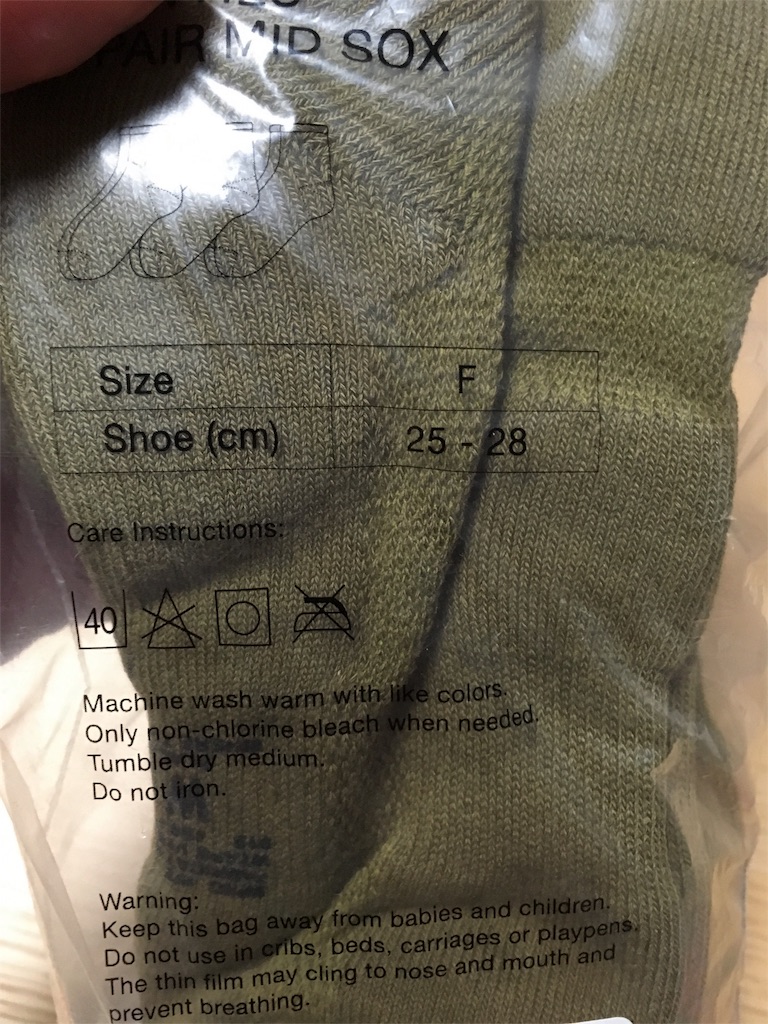 PAIR MID SOX
Size F
Shoe (cm) 25 - 28
Care Instructions:
40
Machine wash warm with like colors.
Only non-chlorine bleach when needed.
Tumble dry medium.
Do not iron.
Warning:
Keep this bag away from babies and children.
Do not use in cribs, beds, carriages or playpens.
The thin film may cling to nose and mouth and
prevent breathing.